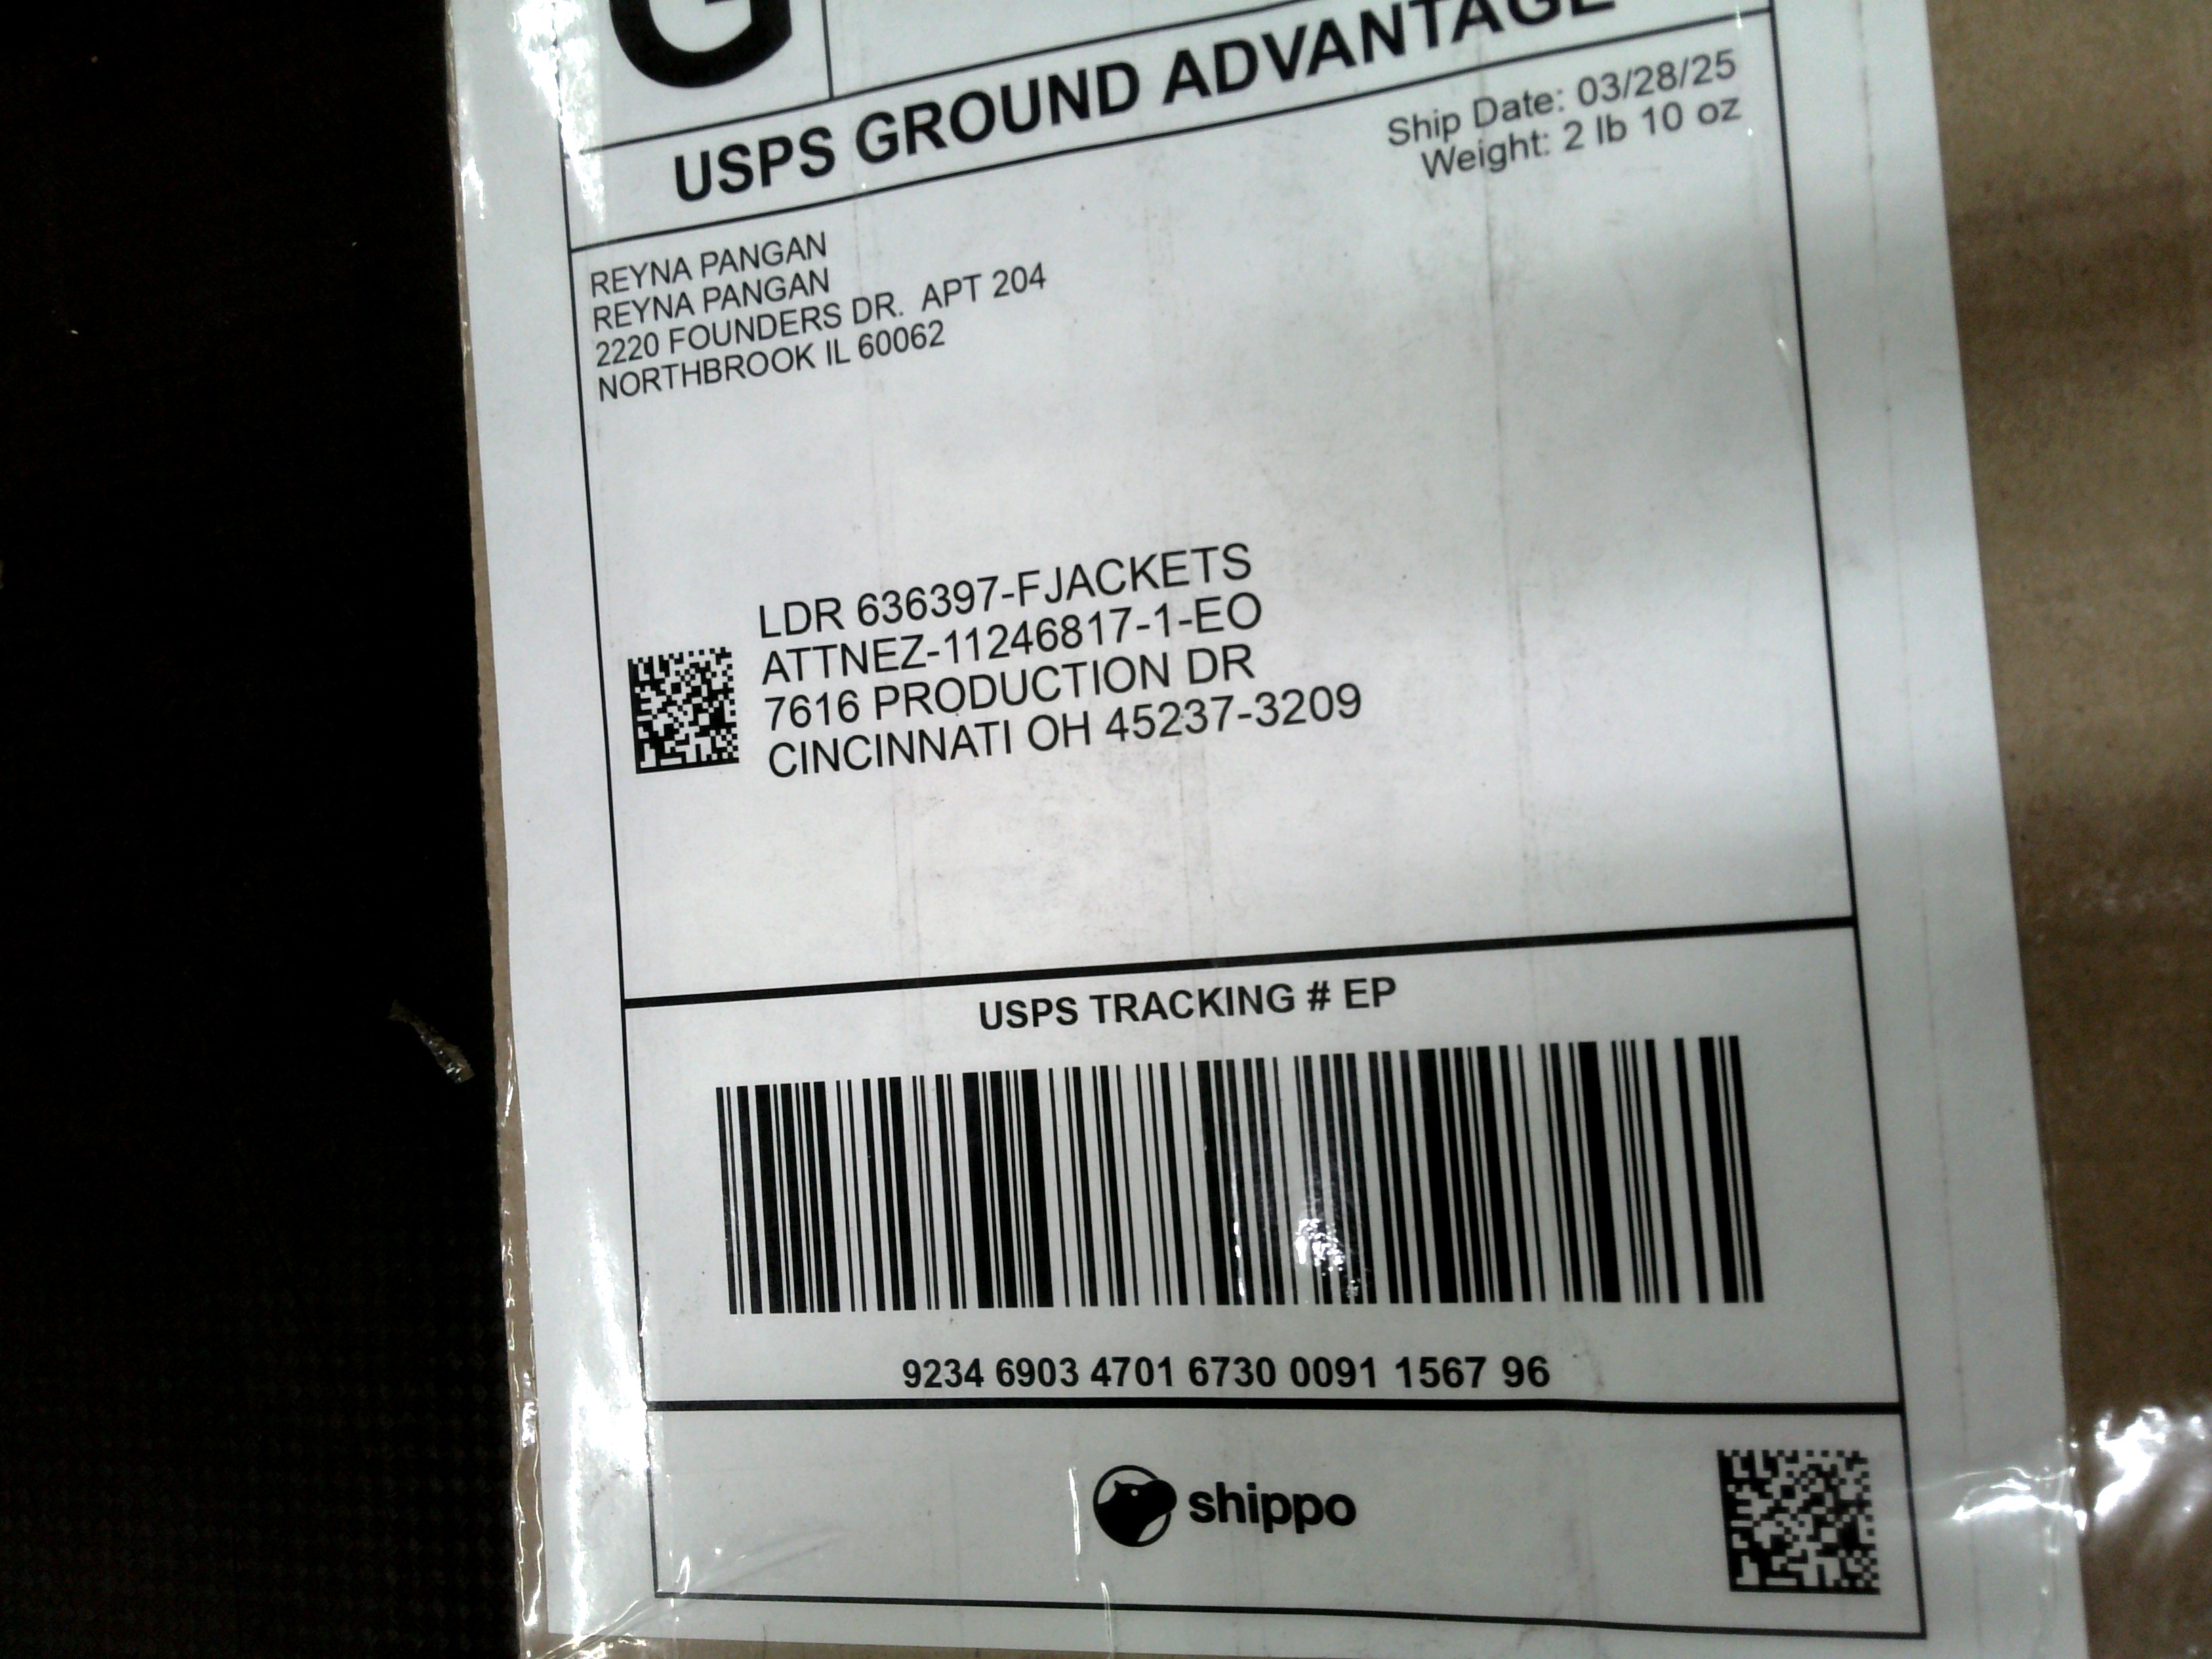 G
USPS GROUND ADVANTAGE
Ship Date: 03/28/25
Weight: 2 lb 10 oz
REYNA PANGAN
REYNA PANGAN
2220 FOUNDERS DR.  APT 204
NORTHBROOK IL 60062
LDR 636397-FJACKETS
ATTNEZ-11246817-1-EO
7616 PRODUCTION DR
CINCINNATI OH 45237-3209
USPS TRACKING # EP
9234 6903 4701 6730 0091 1567 96
shippo